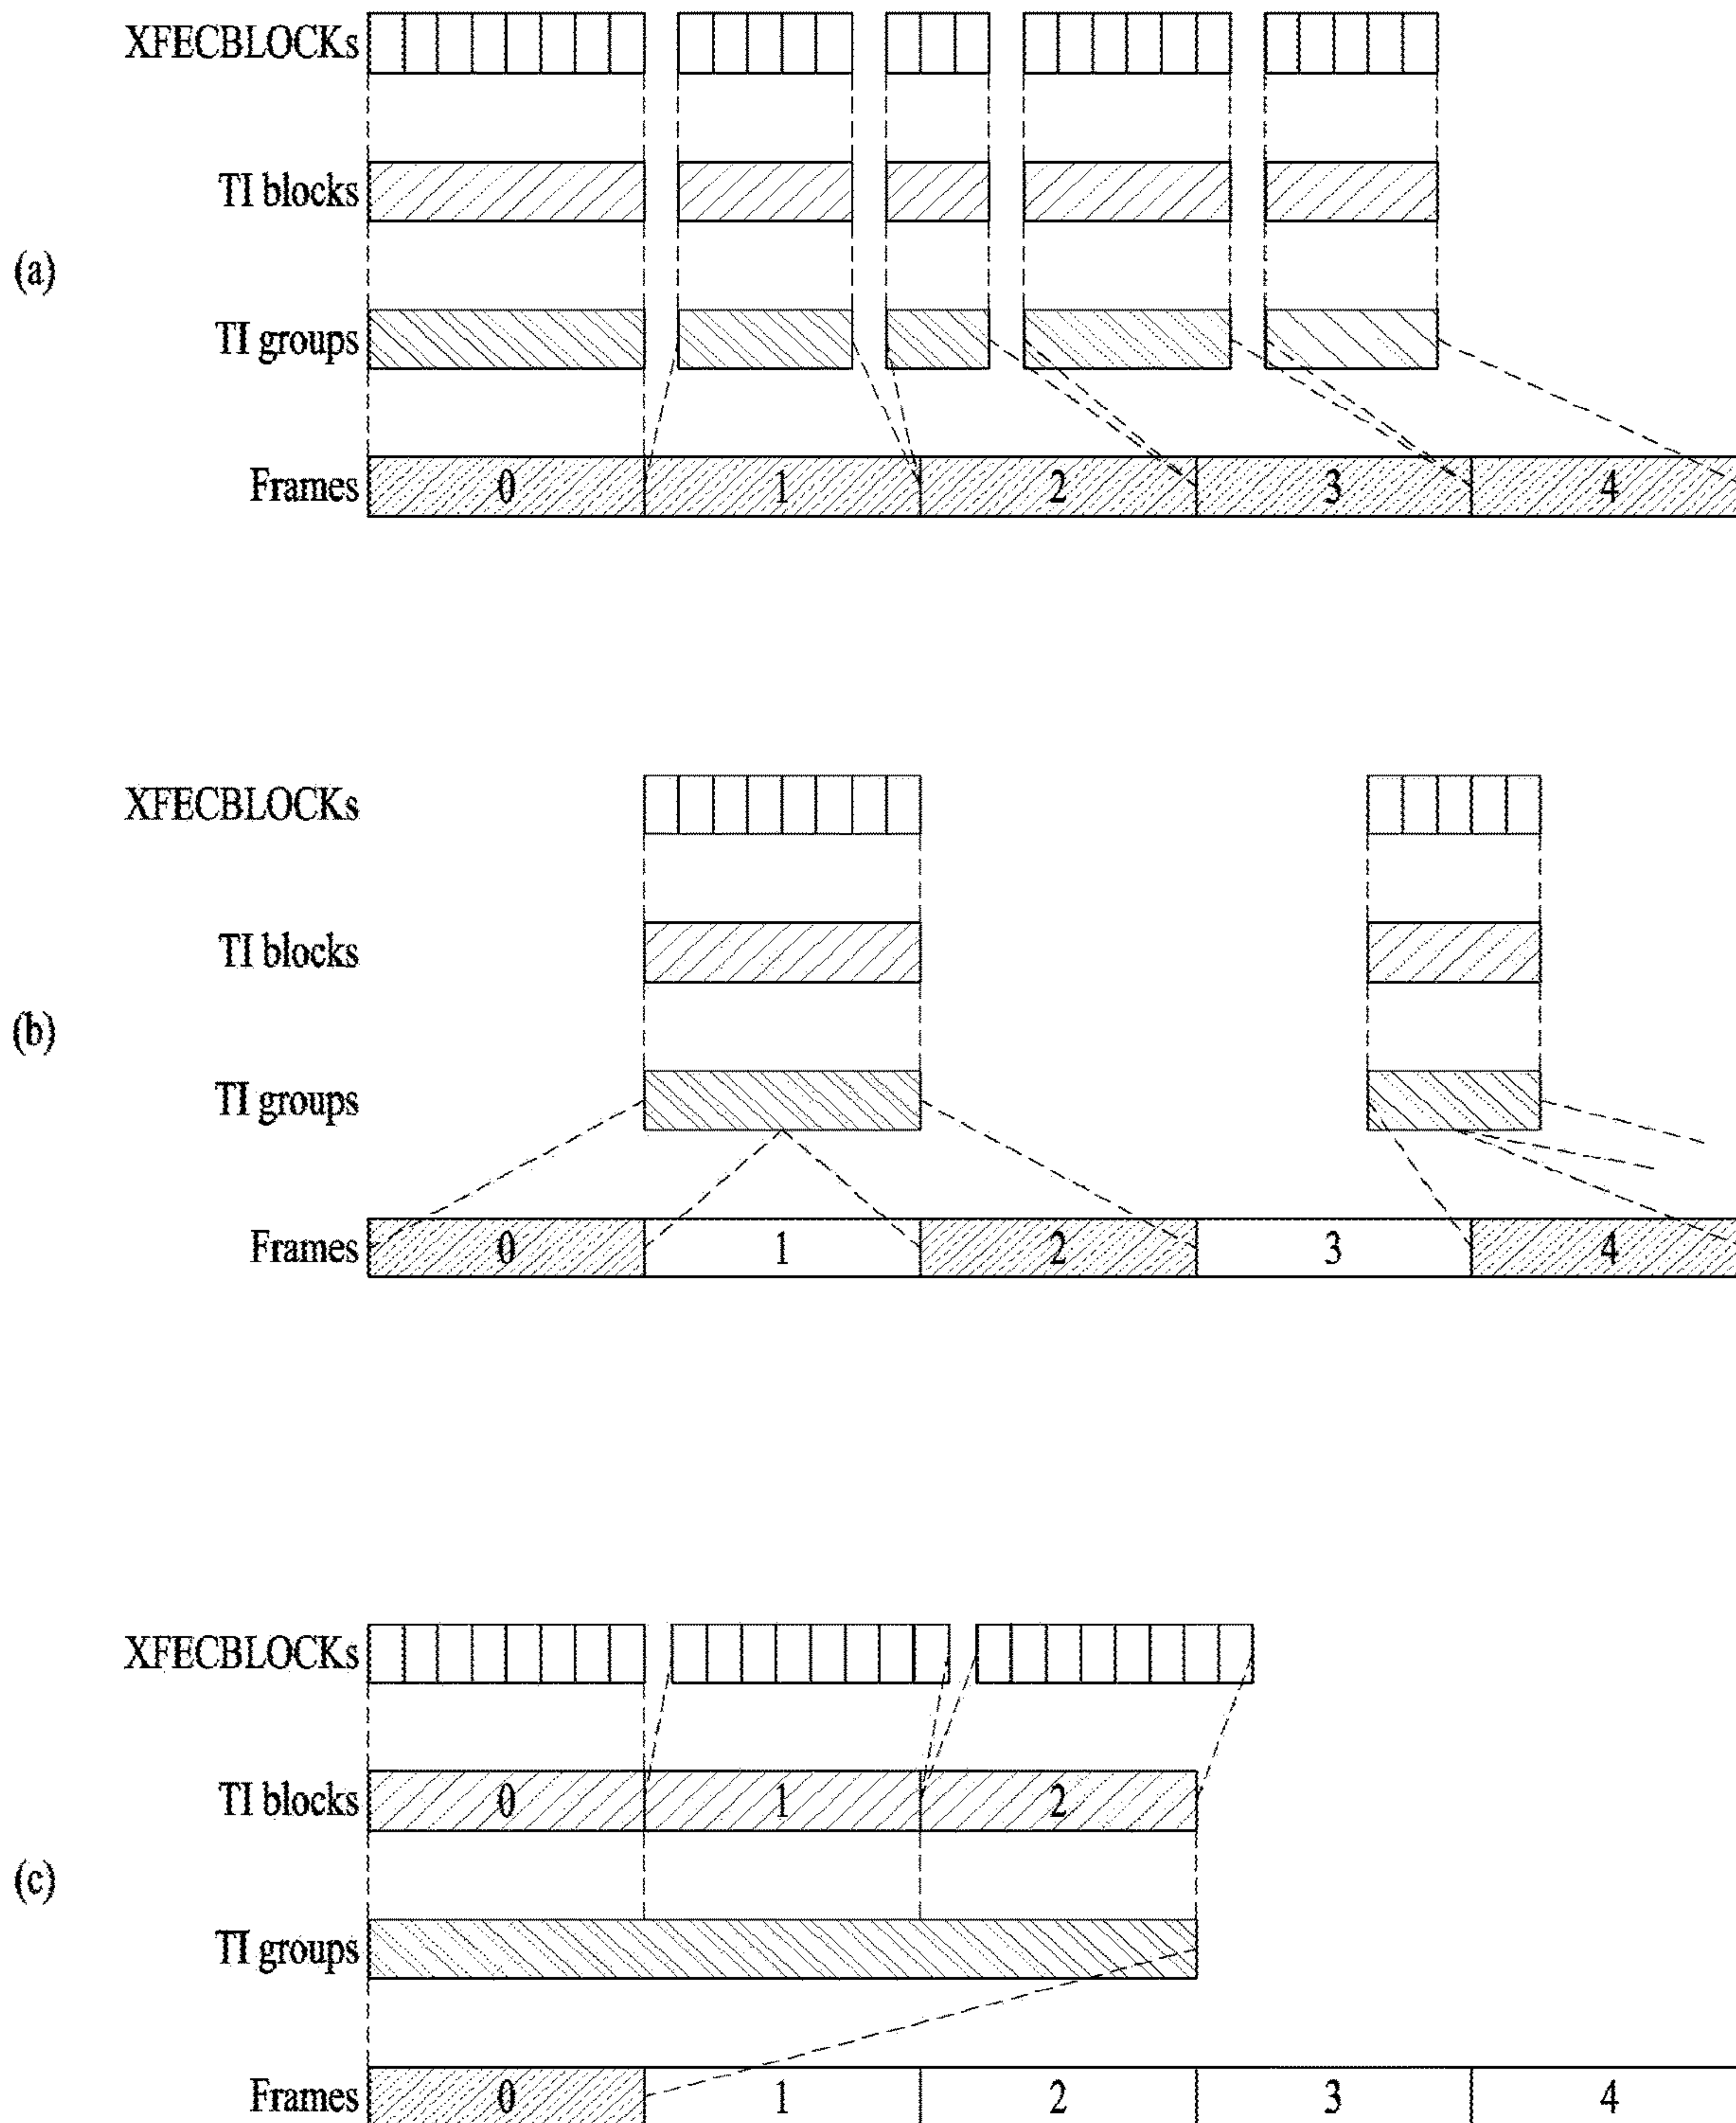 XFECBLOCKs
TI blocks
(a)
TI groups
Frames 0 1 2 3 4
XFECBLOCKs
TI blocks
(b)
TI groups
Frames 0 1 2 3 4
XFECBLOCKs
TI blocks 0 1 2
(c)
TI groups
Frames 0 1 2 3 4